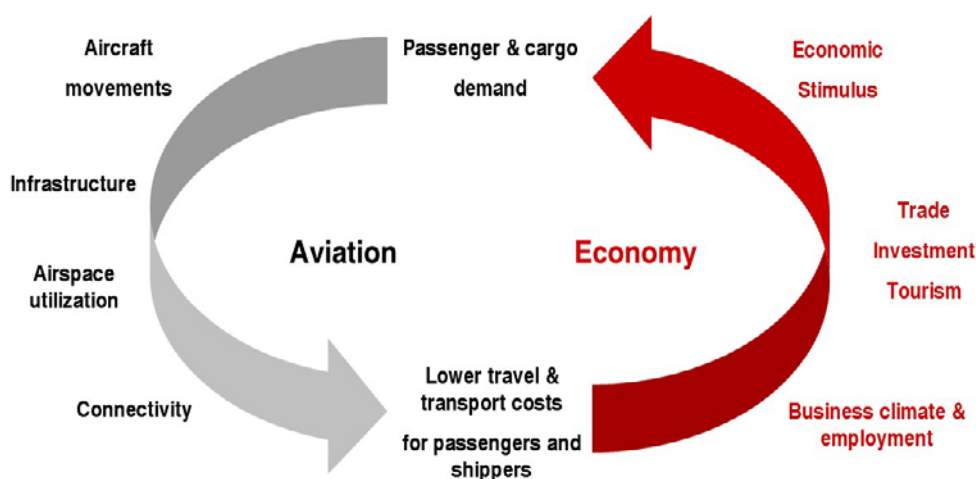 Aircraft
movements
Passenger & cargo
demand
Economic
Stimulus
Infrastructure
Airspace
utilization
Aviation
Economy
Trade
Investment
Tourism
Connectivity
Lower travel &
transport costs
for passengers and
shippers
Business climate &
employment